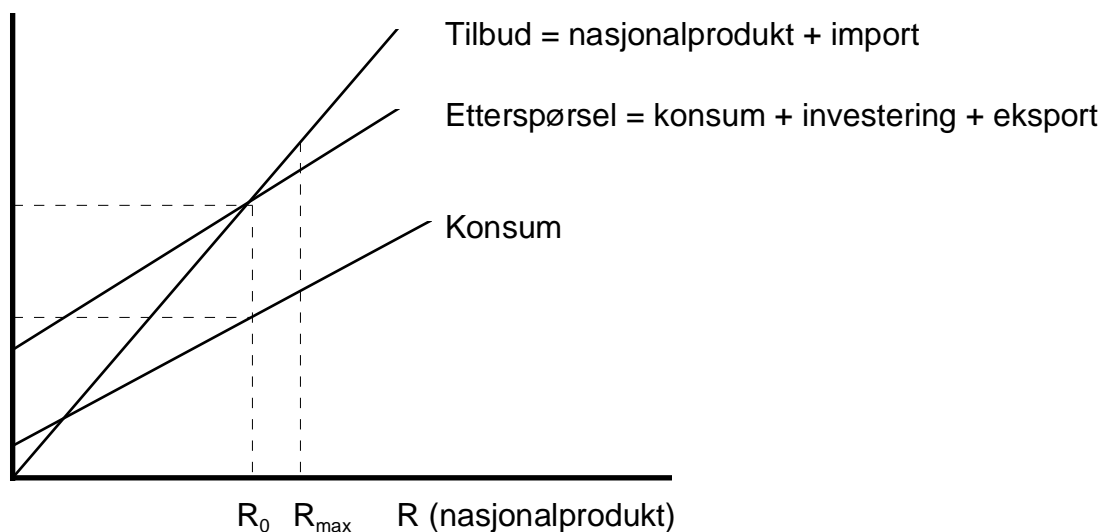 Tilbud = nasjonalprodukt + import
Etterspørsel = konsum + investering + eksport
Konsum
R₀ Rₘₐₓ R (nasjonalprodukt)